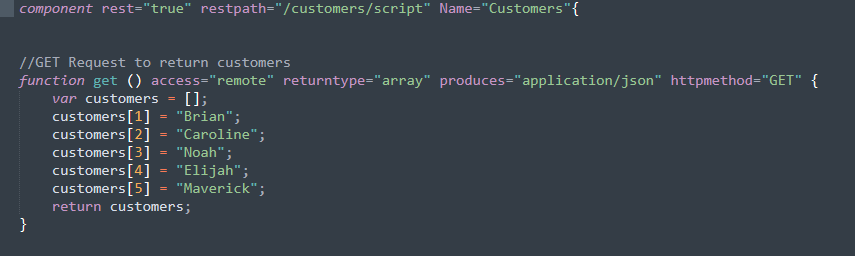 component rest="true" restpath="/customers/script" Name="Customers"{
//GET Request to return customers
function get () access="remote" returntype="array" produces="application/json" httpmethod="GET" {
var customers = [];
customers[1] = "Brian";
customers[2] = "Caroline";
customers[3] = "Noah";
customers[4] = "Elijah";
customers[5] = "Maverick";
return customers;
}